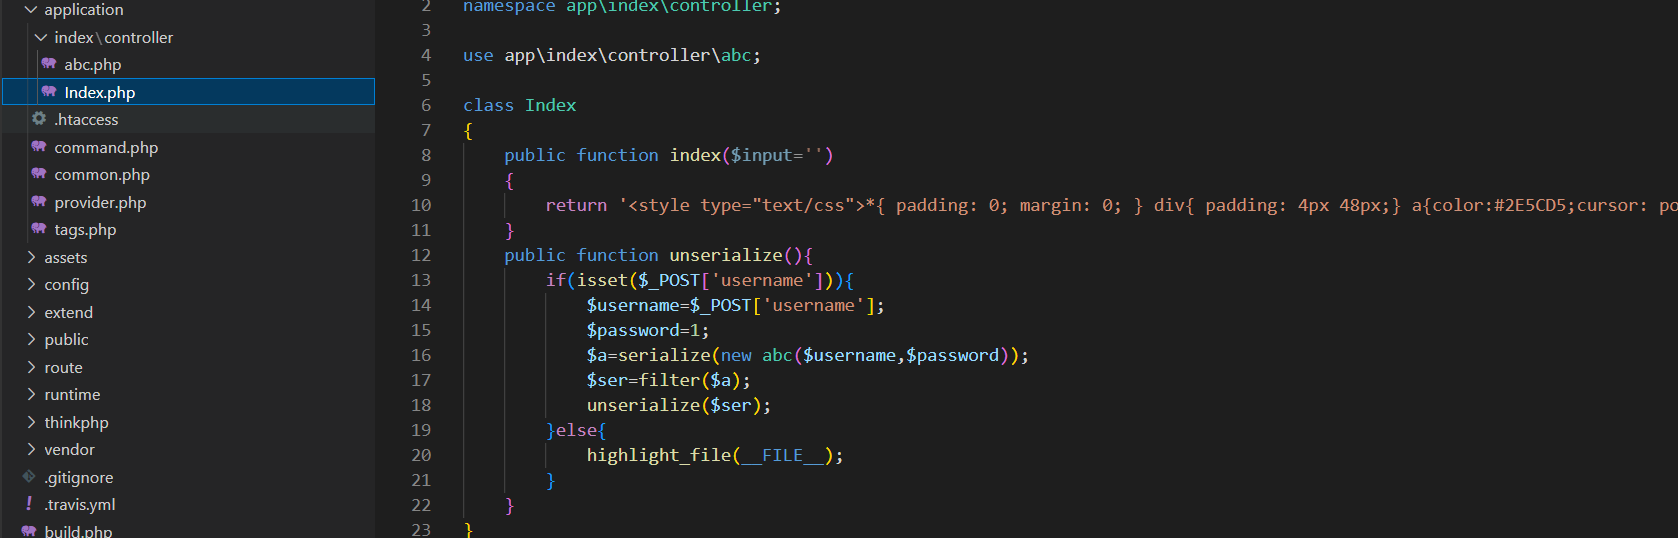 application
index\controller
abc.php
Index.php
.htaccess
command.php
common.php
provider.php
tags.php
assets
config
extend
public
route
runtime
thinkphp
vendor
.gitignore
.travis.yml
build.php
2 namespace app\index\controller;
3
4 use app\index\controller\abc;
5
6 class Index
7 {
8 public function index($input='')
9 {
10 return '<style type="text/css">*{ padding: 0; margin: 0; } div{ padding: 4px 48px;} a{color:#2E5CD5;cursor: po
11 }
12 public function unserialize(){
13 if(isset($_POST['username'])){
14 $username=$_POST['username'];
15 $password=1;
16 $a=serialize(new abc($username,$password));
17 $ser=filter($a);
18 unserialize($ser);
19 }else{
20 highlight_file(__FILE__);
21 }
22 }
23 }